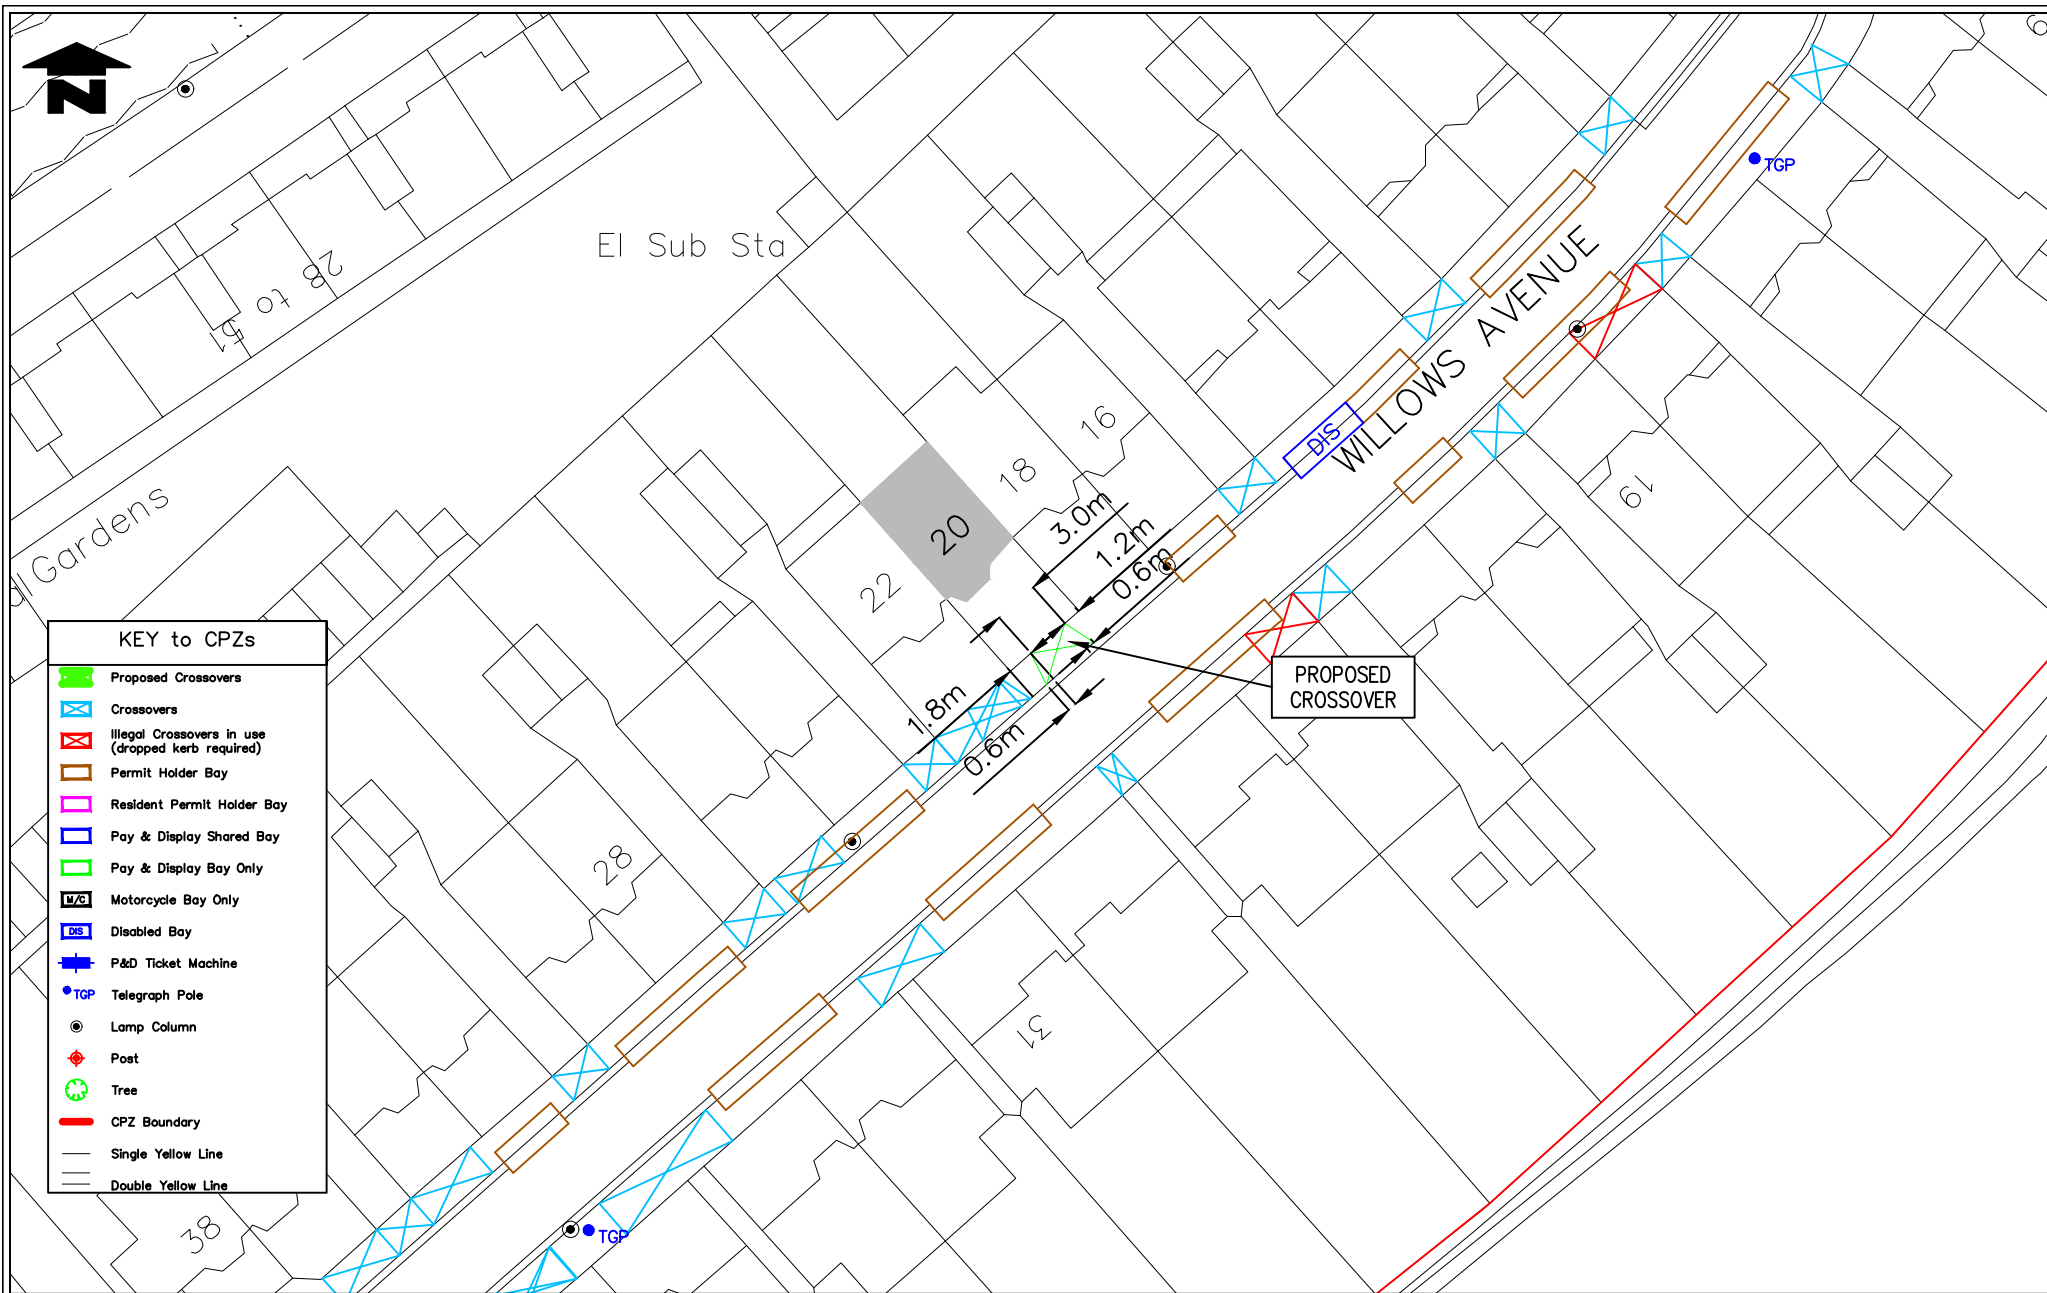 N
El Sub Sta
28
to
51
Gardens
WILLOWS AVENUE
DIS
TGP
16
18
20
22
28
38
19
31
3.0m
1.2m
0.6m
1.8m
0.6m
PROPOSED
CROSSOVER
TGP
KEY to CPZs
Proposed Crossovers
Crossovers
Illegal Crossovers in use
(dropped kerb required)
Permit Holder Bay
Resident Permit Holder Bay
Pay & Display Shared Bay
Pay & Display Bay Only
M/C Motorcycle Bay Only
DIS Disabled Bay
P&D Ticket Machine
TGP Telegraph Pole
Lamp Column
Post
Tree
CPZ Boundary
Single Yellow Line
Double Yellow Line